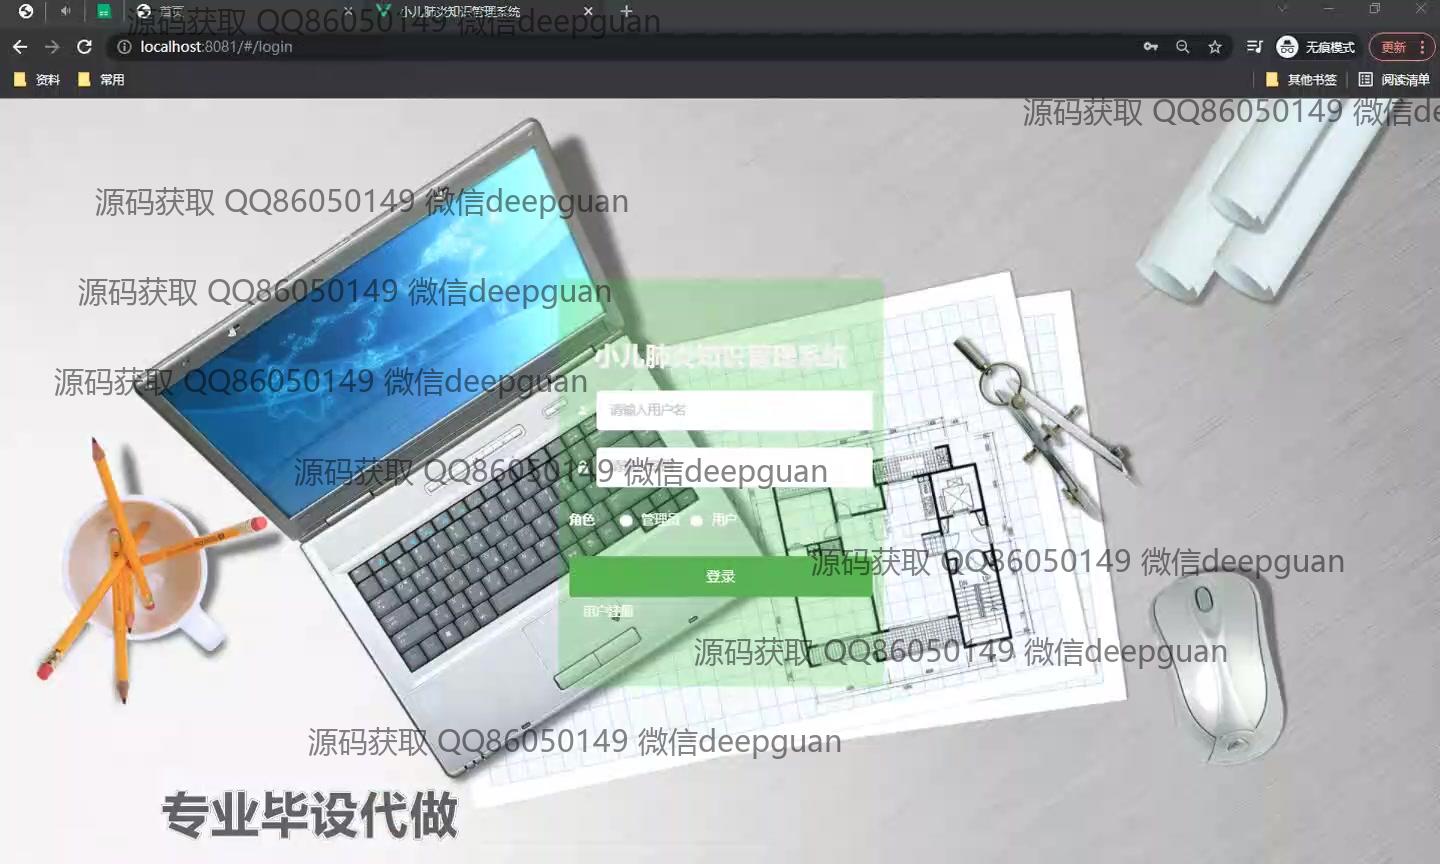 首页
小儿肺炎知识管理系统
源码获取 QQ86050149 微信deepguan
localhost:8081/#/login
无痕模式
更新
资料
常用
其他书签
阅读清单
源码获取 QQ86050149 微信de
源码获取 QQ86050149 微信deepguan
源码获取 QQ86050149 微信deepguan
小儿肺炎知识管理系统
源码获取 QQ86050149 微信deepguan
请输入用户名
源码获取 QQ86050149 微信deepguan
角色
管理员
用户
源码获取 QQ86050149 微信deepguan
登录
用户注册
源码获取 QQ86050149 微信deepguan
源码获取 QQ86050149 微信deepguan
专业毕设代做